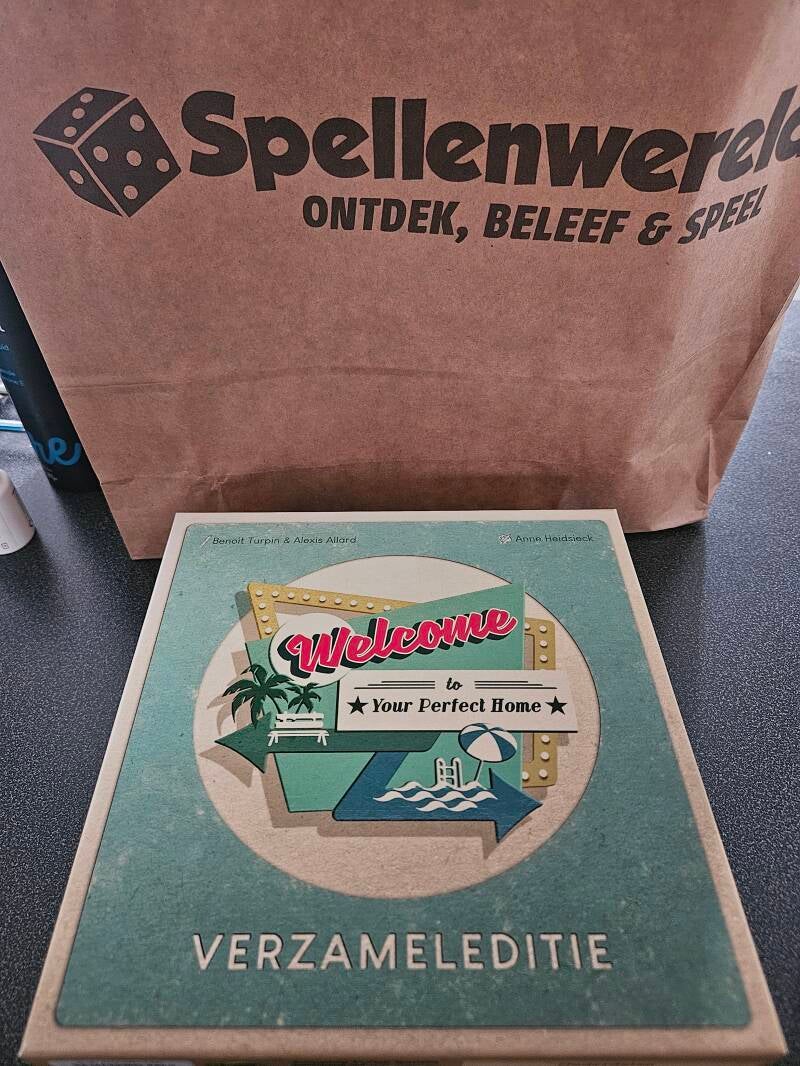 Spellenwereld
ONTDEK, BELEEF & SPEEL
Benoit Turpin & Alexis Allard
Anne Heidsieck
Welcome
to
Your Perfect Home
VERZAMELEDITIE